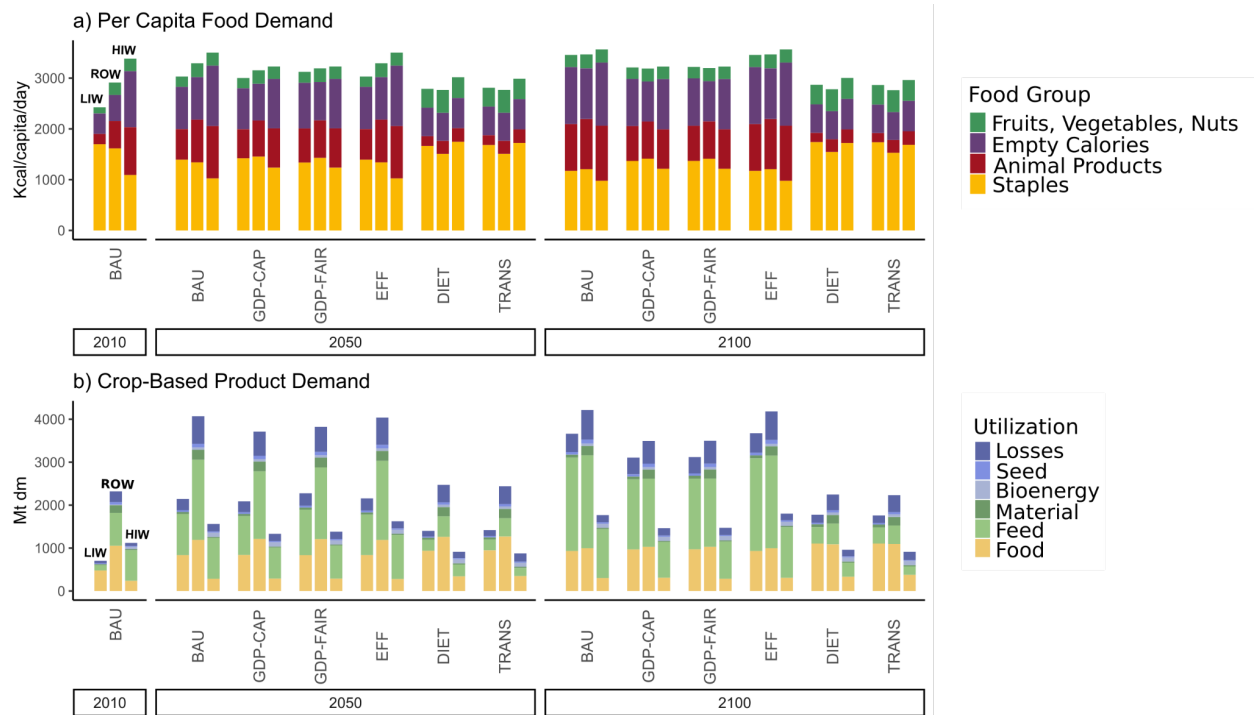 a) Per Capita Food Demand
Kcal/capita/day
3000
2000
1000
0
LIW
ROW
HIW
BAU
BAU
GDP-CAP
GDP-FAIR
EFF
DIET
TRANS
BAU
GDP-CAP
GDP-FAIR
EFF
DIET
TRANS
2010
2050
2100
Food Group
Fruits, Vegetables, Nuts
Empty Calories
Animal Products
Staples
b) Crop-Based Product Demand
Mt dm
4000
3000
2000
1000
0
LIW
ROW
HIW
BAU
BAU
GDP-CAP
GDP-FAIR
EFF
DIET
TRANS
BAU
GDP-CAP
GDP-FAIR
EFF
DIET
TRANS
2010
2050
2100
Utilization
Losses
Seed
Bioenergy
Material
Feed
Food